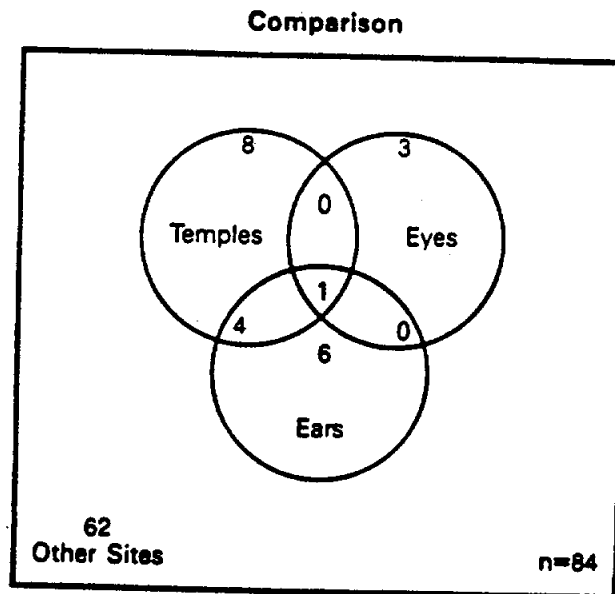 Comparison
8
3
0
Temples
Eyes
1
4
0
6
Ears
62
Other Sites
n=84